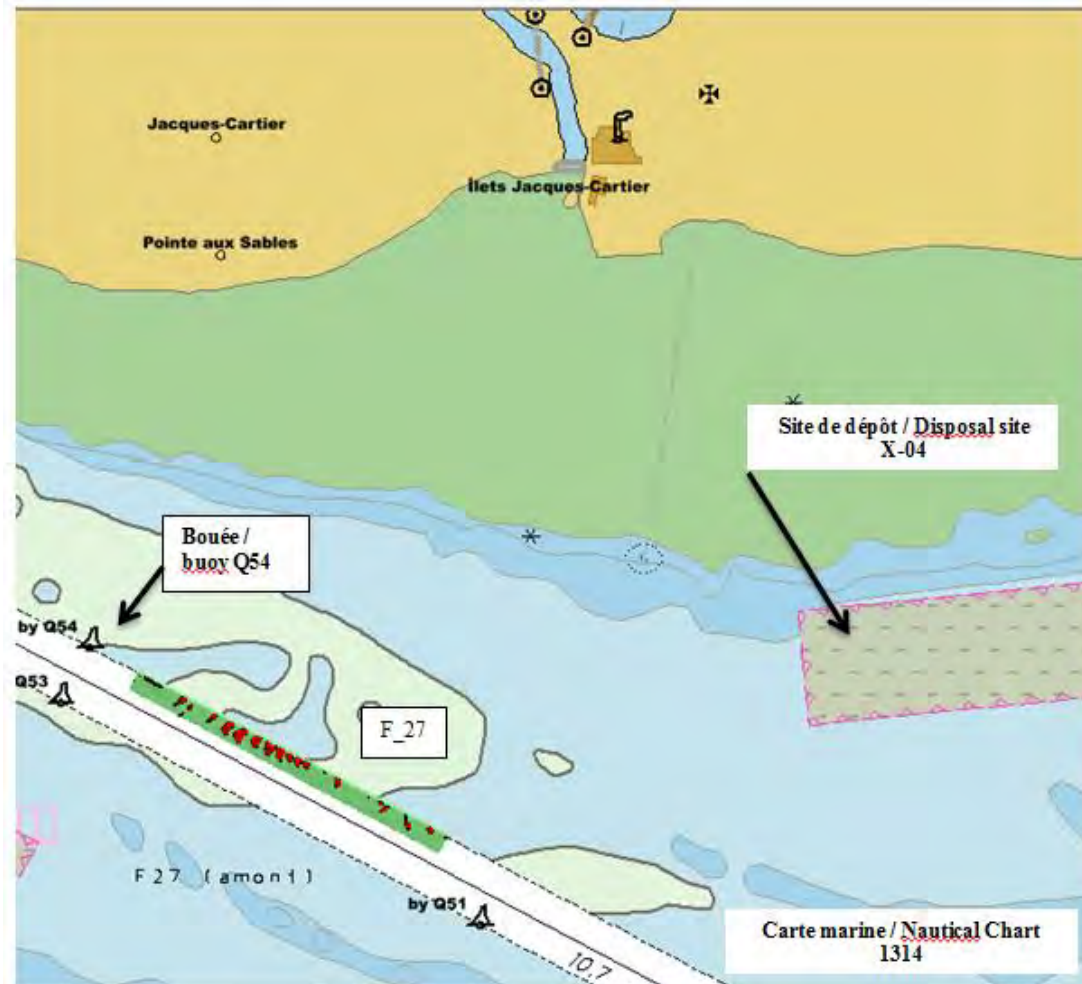 Jacques-Cartier
Îlets Jacques-Cartier
Pointe aux Sables
Site de dépôt / Disposal site
X-04
Bouée /
buoy Q54
by Q54
Q53
F_27
F 27 (amont)
by Q51
10.7
Carte marine / Nautical Chart
1314